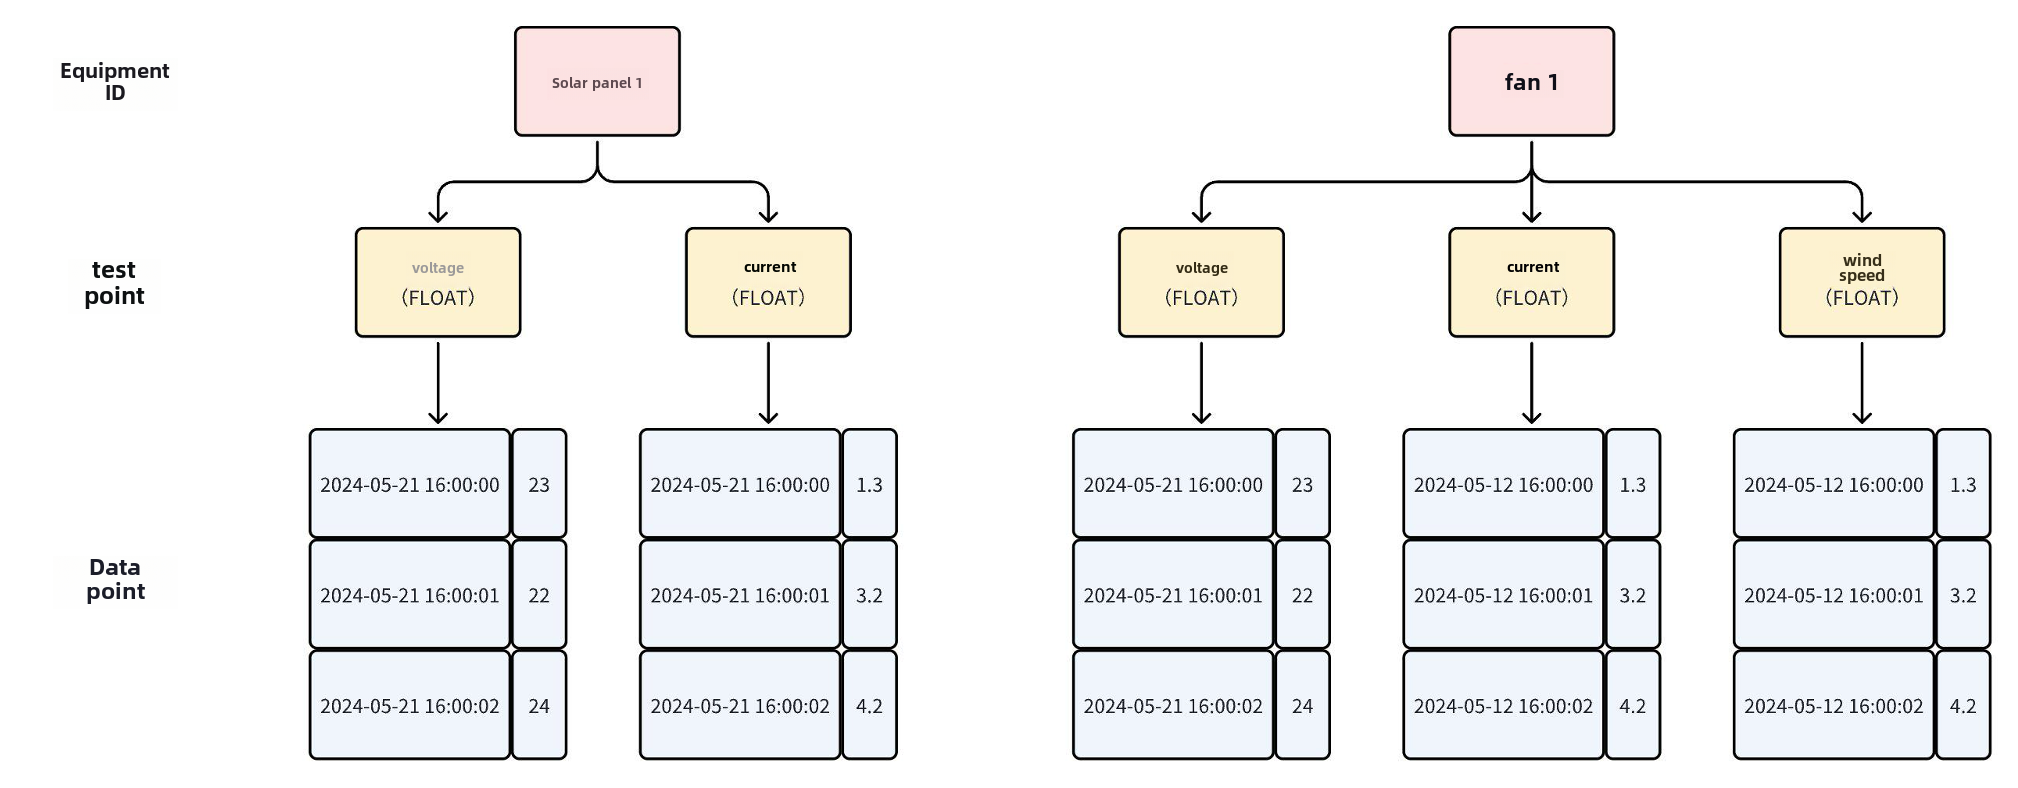 Equipment
ID
Solar panel 1
fan 1
test
point
voltage
（FLOAT）
current
（FLOAT）
voltage
（FLOAT）
current
（FLOAT）
wind
speed
（FLOAT）
Data
point
2024-05-21 16:00:00 23
2024-05-21 16:00:01 22
2024-05-21 16:00:02 24
2024-05-21 16:00:00 1.3
2024-05-21 16:00:01 3.2
2024-05-21 16:00:02 4.2
2024-05-21 16:00:00 23
2024-05-21 16:00:01 22
2024-05-21 16:00:02 24
2024-05-12 16:00:00 1.3
2024-05-12 16:00:01 3.2
2024-05-12 16:00:02 4.2
2024-05-12 16:00:00 1.3
2024-05-12 16:00:01 3.2
2024-05-12 16:00:02 4.2